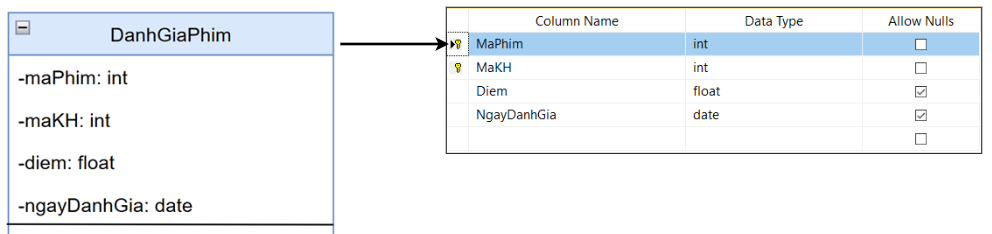 DanhGiaPhim
-maPhim: int
-maKH: int
-diem: float
-ngayDanhGia: date
Column Name Data Type Allow Nulls
MaPhim int
MaKH int
Diem float
NgayDanhGia date